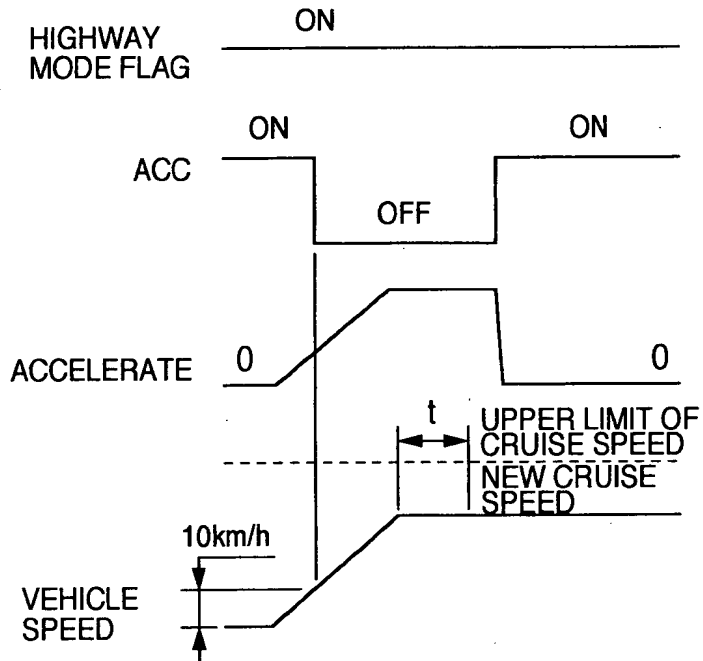 ON
HIGHWAY
MODE FLAG
ON
ON
ACC
OFF
ACCELERATE
0
0
t
UPPER LIMIT OF
CRUISE SPEED
NEW CRUISE
SPEED
10km/h
VEHICLE
SPEED